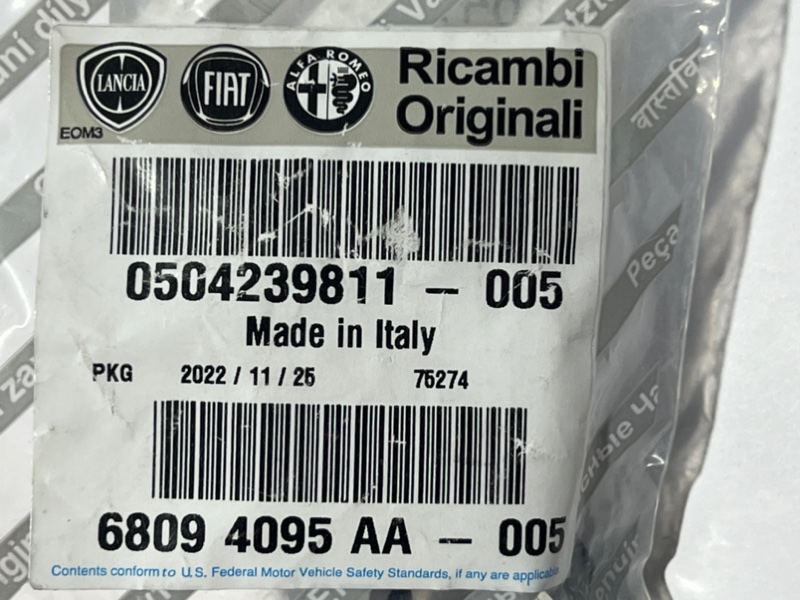 LANCIA
FIAT
ALFA ROMEO
Ricambi
Originali
EOM3
0504239811 - 005
Made in Italy
PKG 2022 / 11 / 25 75274
6809 4095 AA - 005
Contents conform to U.S. Federal Motor Vehicle Safety Standards, if any are applicable
Peça